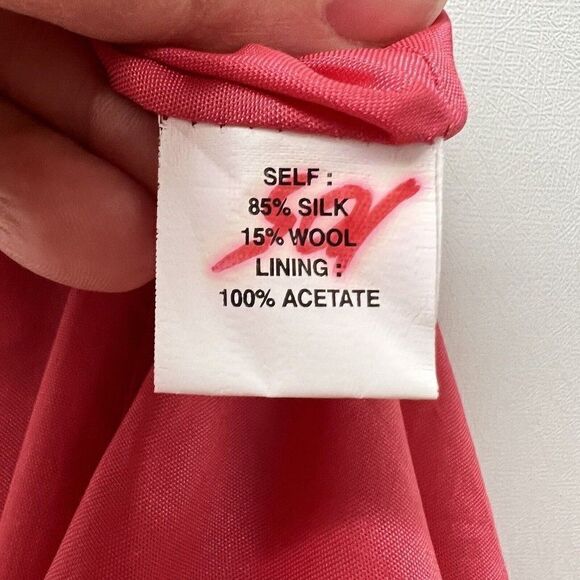 SELF :
85% SILK
15% WOOL
LINING :
100% ACETATE